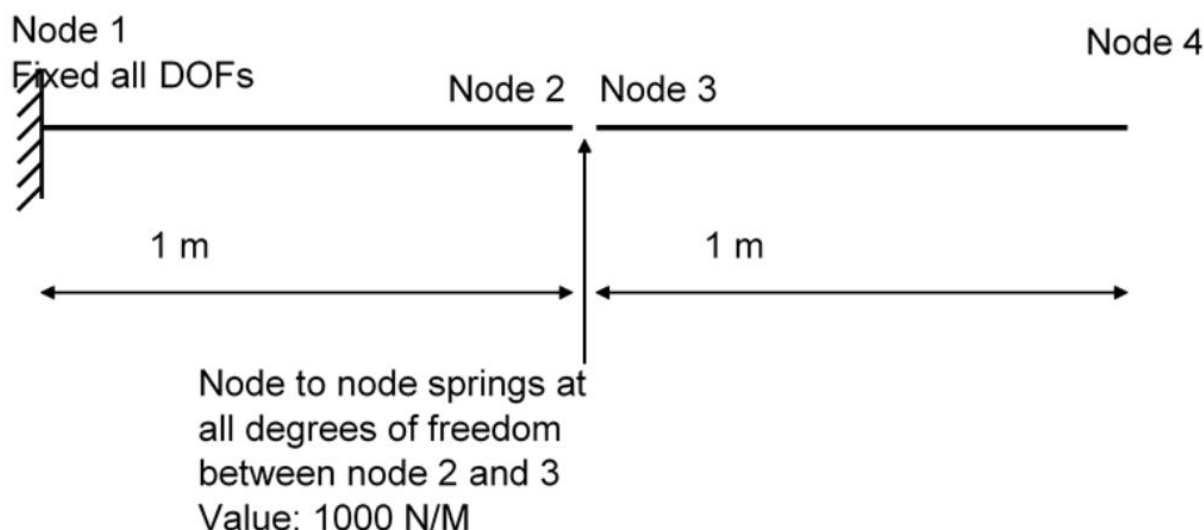 Node 1
Fixed all DOFs
Node 4
Node 2
Node 3
1 m
1 m
Node to node springs at
all degrees of freedom
between node 2 and 3
Value: 1000 N/M